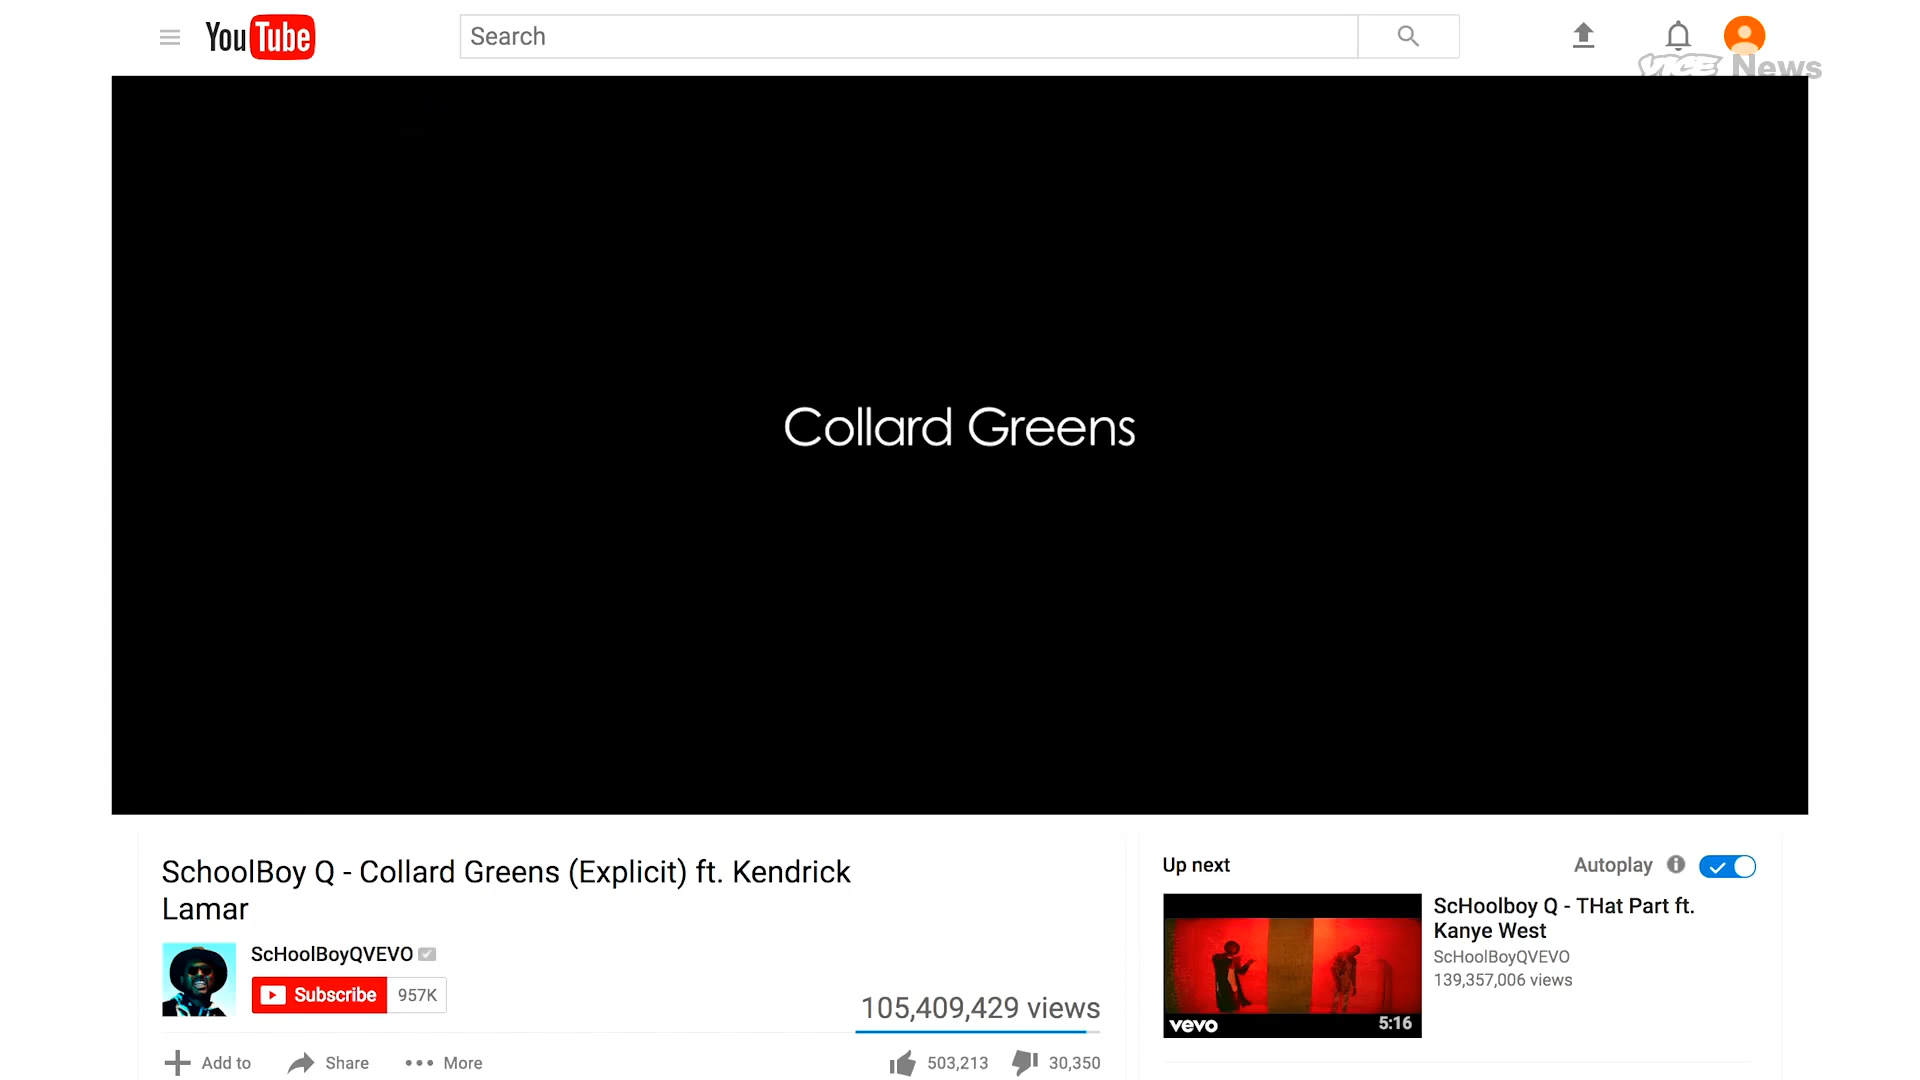 YouTube
Search
VICE News
Collard Greens
SchoolBoy Q - Collard Greens (Explicit) ft. Kendrick
Lamar
ScHoolBoyQVEVO
Subscribe 957K
105,409,429 views
Add to Share More 503,213 30,350
Up next Autoplay
ScHoolboy Q - THat Part ft.
Kanye West
ScHoolBoyQVEVO
139,357,006 views
vevo 5:16